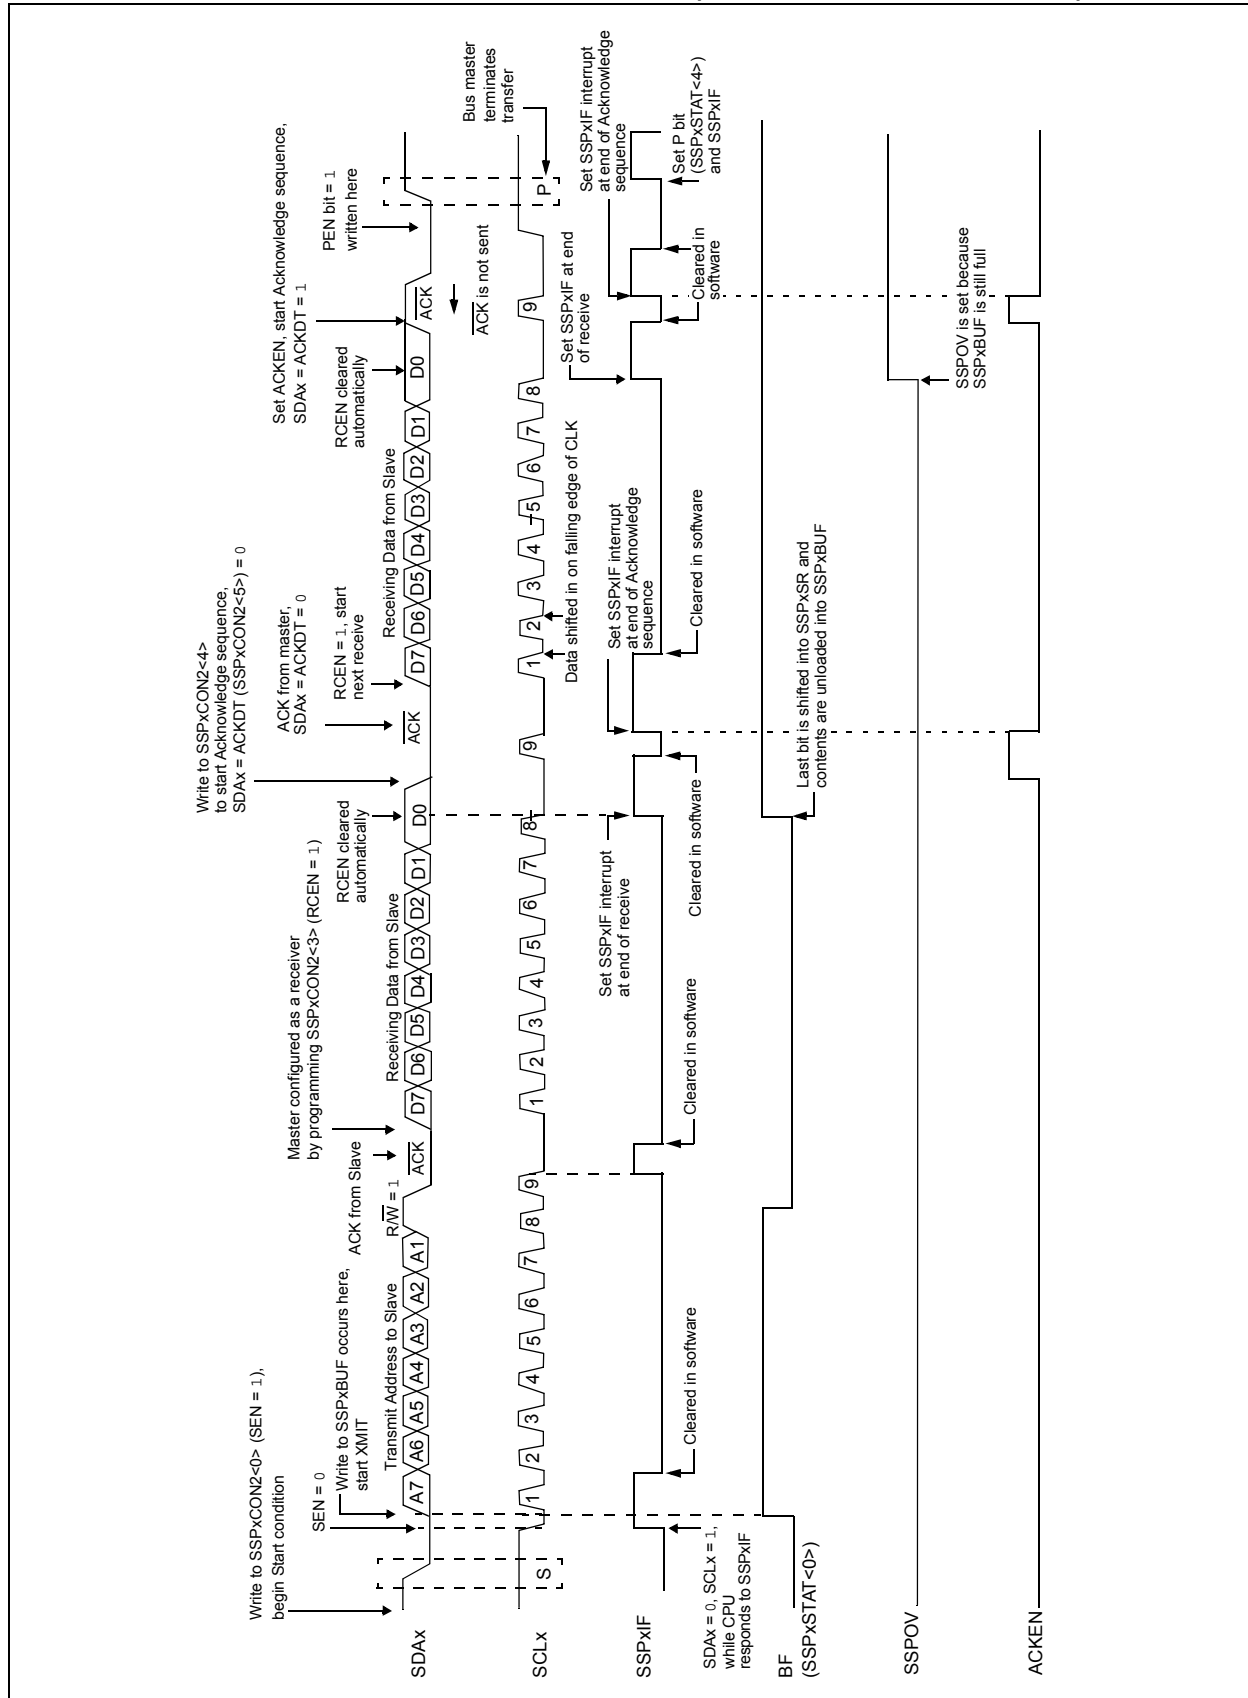 Write to SSPxCON2<0> (SEN = 1),
begin Start condition
SEN = 0
Write to SSPxBUF occurs here,
start XMIT
Transmit Address to Slave
ACK from Slave
R/W = 1
Master configured as a receiver
by programming SSPxCON2<3> (RCEN = 1)
Receiving Data from Slave
RCEN cleared
automatically
Write to SSPxCON2<4>
to start Acknowledge sequence,
SDAx = ACKDT (SSPxCON2<5>) = 0
ACK from master,
SDAx = ACKDT = 0
RCEN = 1, start
next receive
Receiving Data from Slave
RCEN cleared
automatically
Set ACKEN, start Acknowledge sequence,
SDAx = ACKDT = 1
PEN bit = 1
written here
SDAx
A7 A6 A5 A4 A3 A2 A1 ACK D7 D6 D5 D4 D3 D2 D1 D0 ACK D7 D6 D5 D4 D3 D2 D1 D0 ACK
ACK is not sent
Bus master
terminates
transfer
SCLx
S 1 2 3 4 5 6 7 8 9 1 2 3 4 5 6 7 8 9 1 2 3 4 5 6 7 8 9 P
Data shifted in on falling edge of CLK
Set SSPxIF interrupt
at end of receive
Set SSPxIF interrupt
at end of Acknowledge
sequence
Set SSPxIF at end
of receive
Set SSPxIF interrupt
at end of Acknowledge
sequence
SSPxIF
Cleared in software
Cleared in software
Cleared in software
Cleared in software
Cleared in
software
Set P bit
(SSPxSTAT<4>)
and SSPxIF
SDAx = 0, SCLx = 1,
while CPU
responds to SSPxIF
BF
(SSPxSTAT<0>)
Last bit is shifted into SSPxSR and
contents are unloaded into SSPxBUF
SSPOV
SSPOV is set because
SSPxBUF is still full
ACKEN